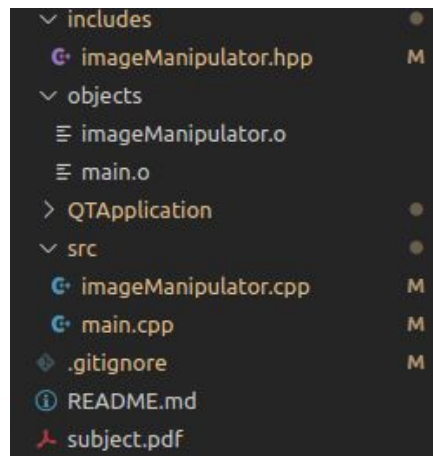 includes
imageManipulator.hpp M
objects
imageManipulator.o
main.o
QTApplication
src
imageManipulator.cpp M
main.cpp M
.gitignore M
README.md
subject.pdf